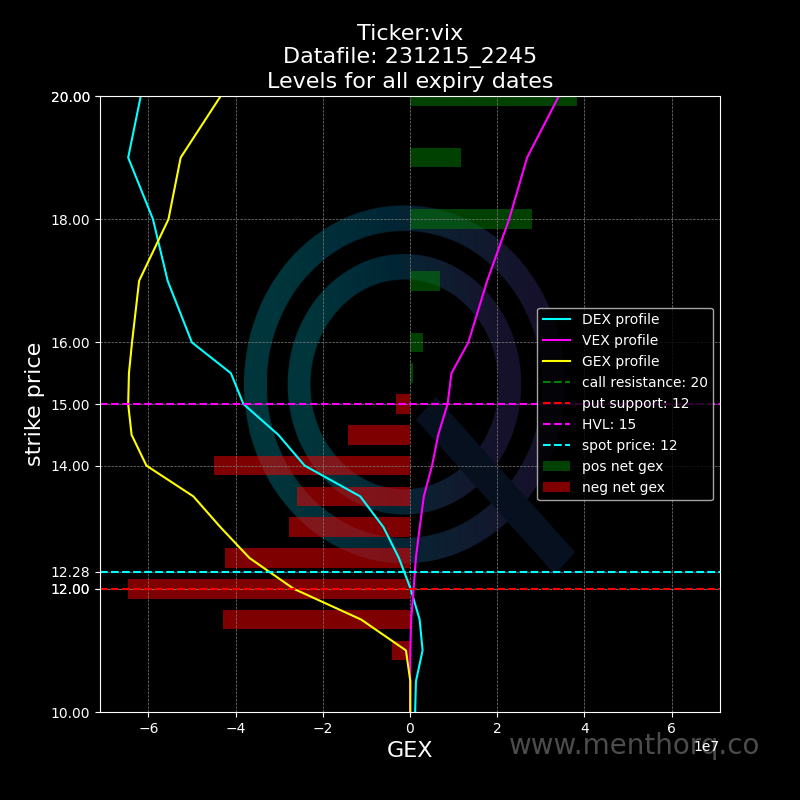 Ticker:vix
Datafile: 231215_2245
Levels for all expiry dates
20.00
18.00
16.00
15.00
14.00
12.28
12.00
10.00
strike price
DEX profile
VEX profile
GEX profile
call resistance: 20
put support: 12
HVL: 15
spot price: 12
pos net gex
neg net gex
−6 −4 −2 0 2 4 6
1e7
GEX
www.menthorq.co